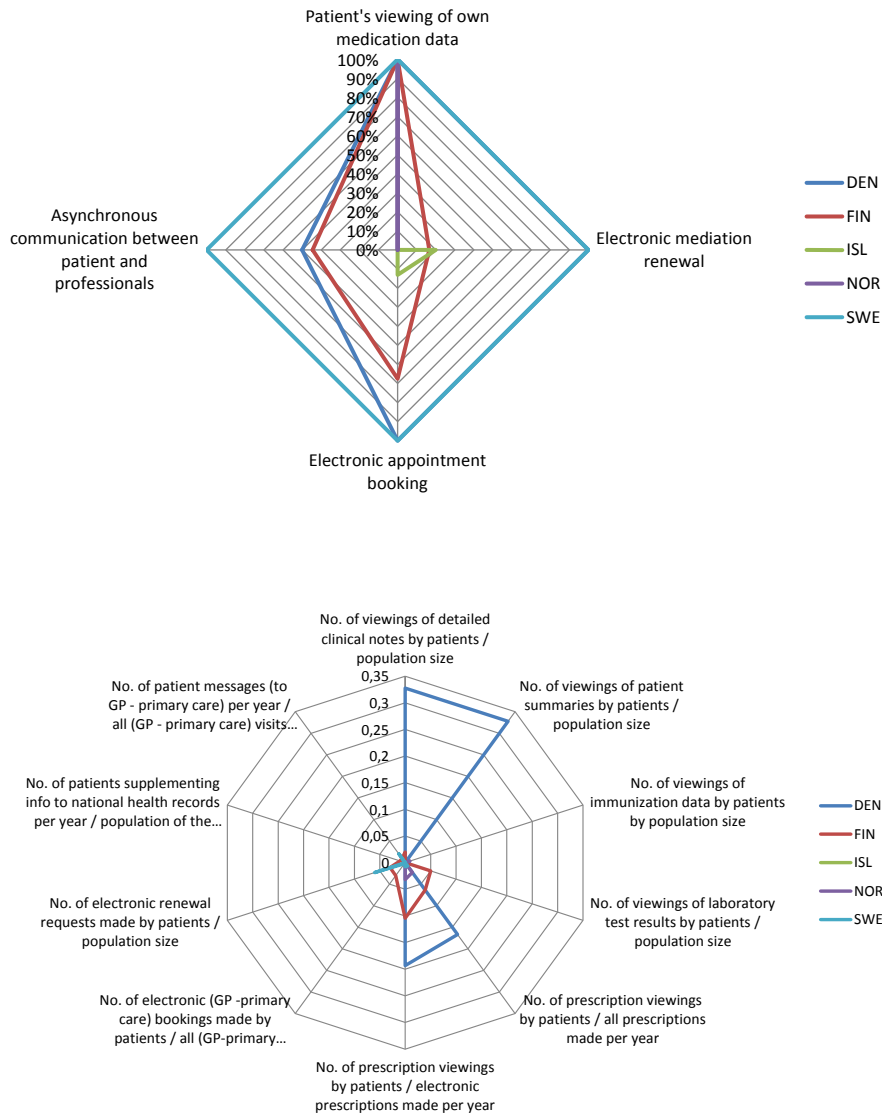 Patient's viewing of own
medication data
100%
90%
80%
70%
60%
50%
40%
30%
20%
10%
0%
Asynchronous
communication between
patient and
professionals
Electronic mediation
renewal
Electronic appointment
booking
DEN
FIN
ISL
NOR
SWE
No. of viewings of detailed
clinical notes by patients /
population size
No. of viewings of patient
summaries by patients /
population size
No. of viewings of
immunization data by patients
by population size
No. of viewings of laboratory
test results by patients /
population size
No. of prescription viewings
by patients / all prescriptions
made per year
No. of prescription viewings
by patients / electronic
prescriptions made per year
No. of electronic (GP -primary
care) bookings made by
patients / all (GP-primary...
No. of electronic renewal
requests made by patients /
population size
No. of patients supplementing
info to national health records
per year / population of the...
No. of patient messages (to
GP - primary care) per year /
all (GP - primary care) visits...
0,35
0,3
0,25
0,2
0,15
0,1
0,05
0
DEN
FIN
ISL
NOR
SWE